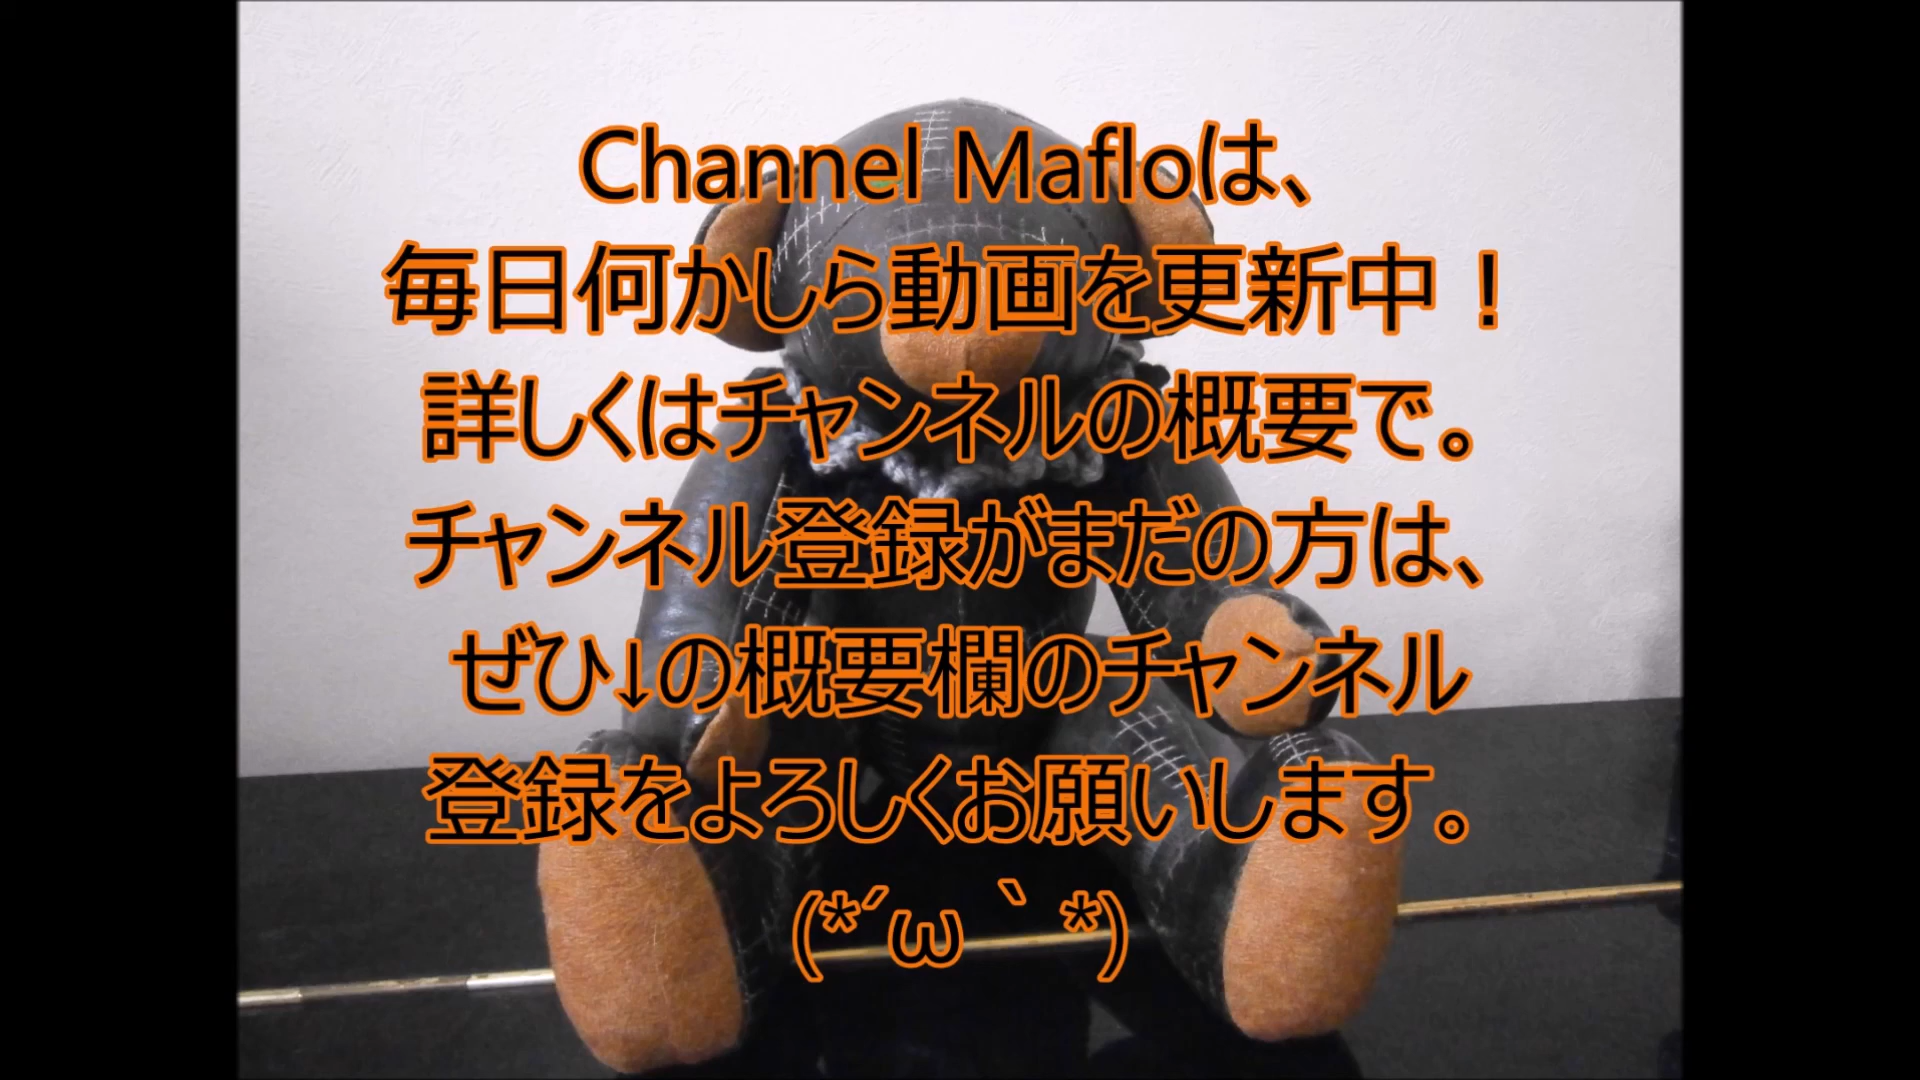 Channel Mafloは、
毎日何かしら動画を更新中！
詳しくはチャンネルの概要で。
チャンネル登録がまだの方は、
ぜひ↓の概要欄のチャンネル
登録をよろしくお願いします。
(*´ω｀*)